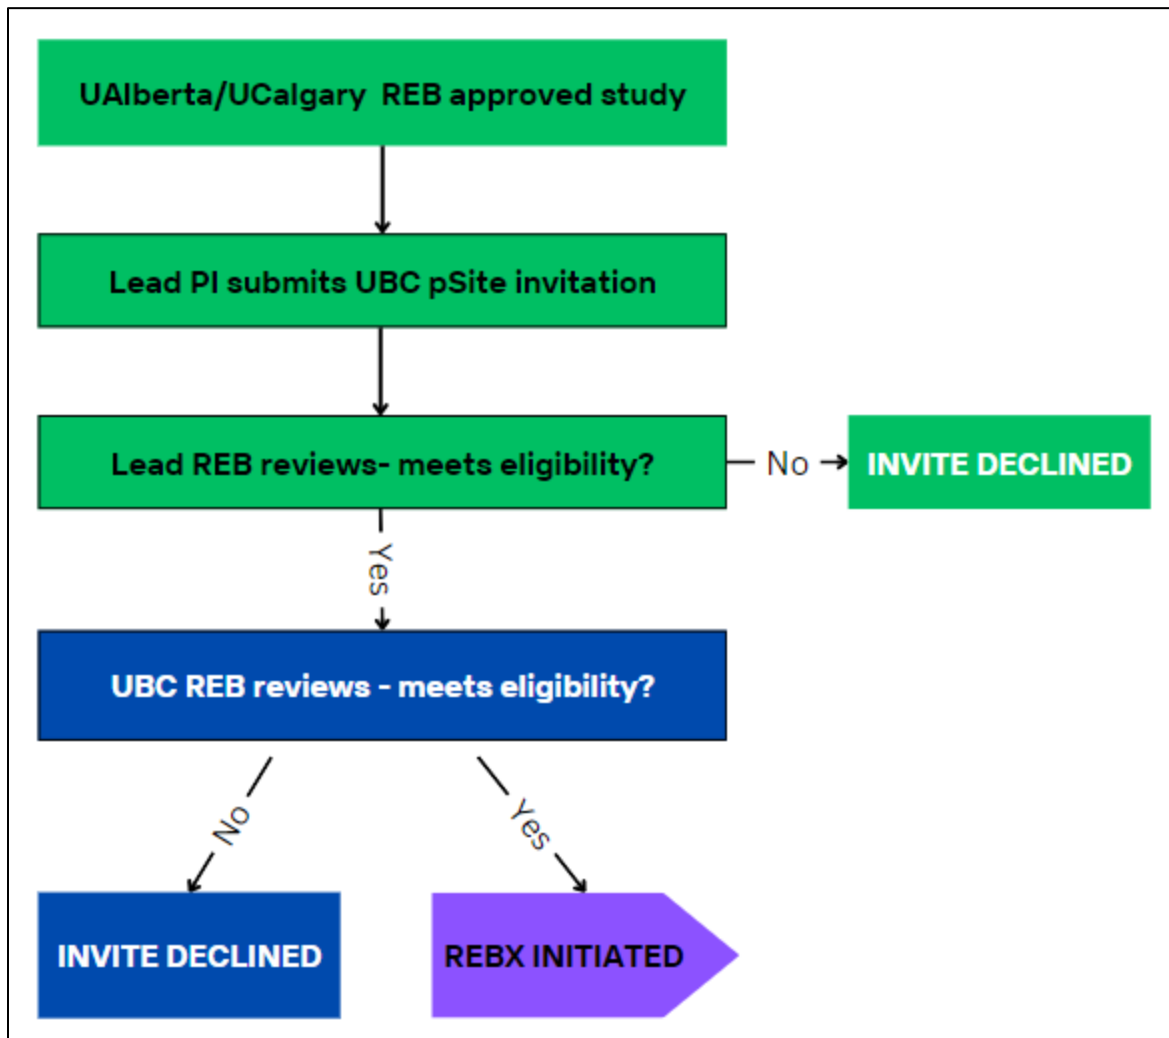 UAlberta/UCalgary  REB approved study
Lead PI submits UBC pSite invitation
Lead REB reviews- meets eligibility?
No
INVITE DECLINED
Yes
UBC REB reviews - meets eligibility?
No
Yes
INVITE DECLINED
REBX INITIATED